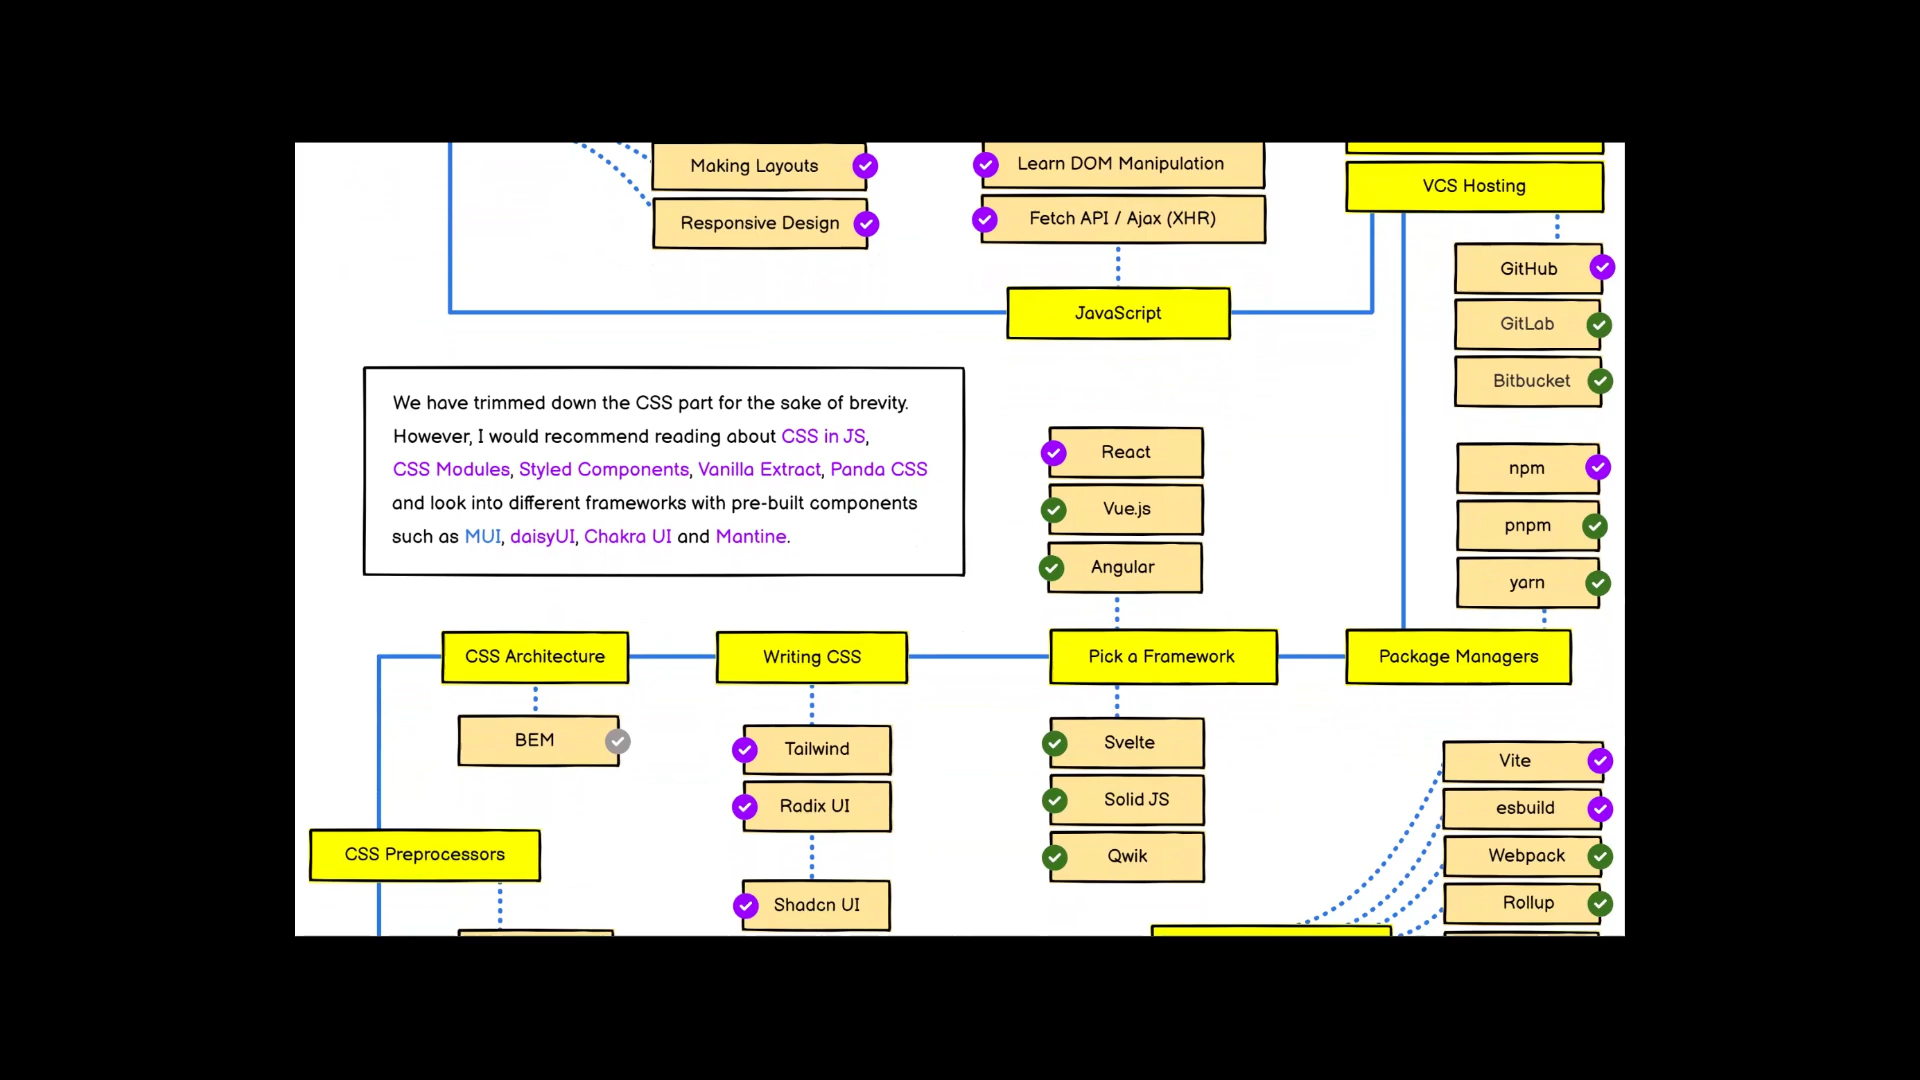 Making Layouts
Responsive Design
Learn DOM Manipulation
Fetch API / Ajax (XHR)
VCS Hosting
GitHub
GitLab
Bitbucket
JavaScript
We have trimmed down the CSS part for the sake of brevity.
However, I would recommend reading about CSS in JS,
CSS Modules, Styled Components, Vanilla Extract, Panda CSS
and look into different frameworks with pre-built components
such as MUI, daisyUI, Chakra UI and Mantine.
React
Vue.js
Angular
npm
pnpm
yarn
CSS Architecture
Writing CSS
Pick a Framework
Package Managers
BEM
Tailwind
Radix UI
Shadcn UI
Svelte
Solid JS
Qwik
Vite
esbuild
Webpack
Rollup
CSS Preprocessors